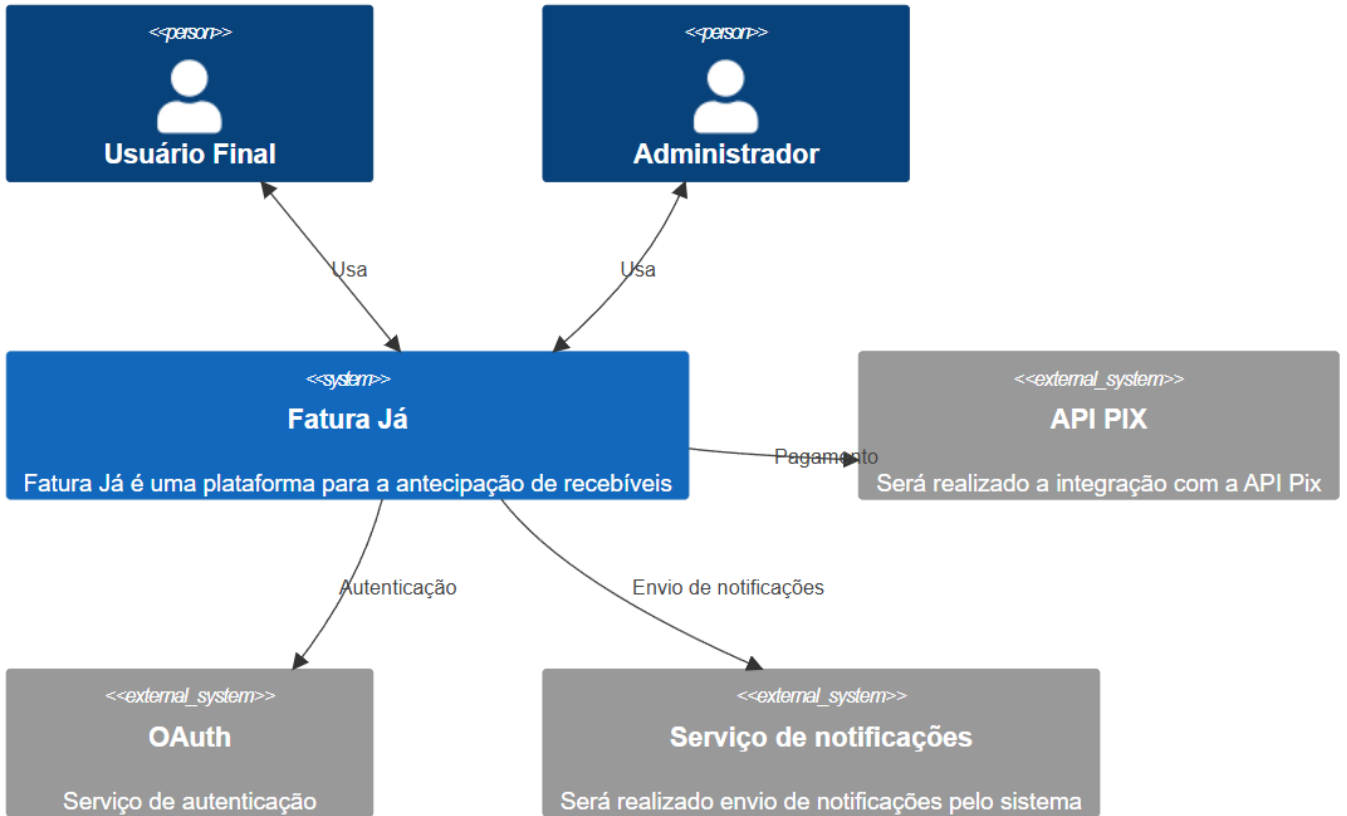 <<person>>
Usuário Final
<<person>>
Administrador
Usa
Usa
<<system>>
Fatura Já
Fatura Já é uma plataforma para a antecipação de recebíveis
Pagamento
<<external_system>>
API PIX
Será realizado a integração com a API Pix
Autenticação
Envio de notificações
<<external_system>>
OAuth
Serviço de autenticação
<<external_system>>
Serviço de notificações
Será realizado envio de notificações pelo sistema